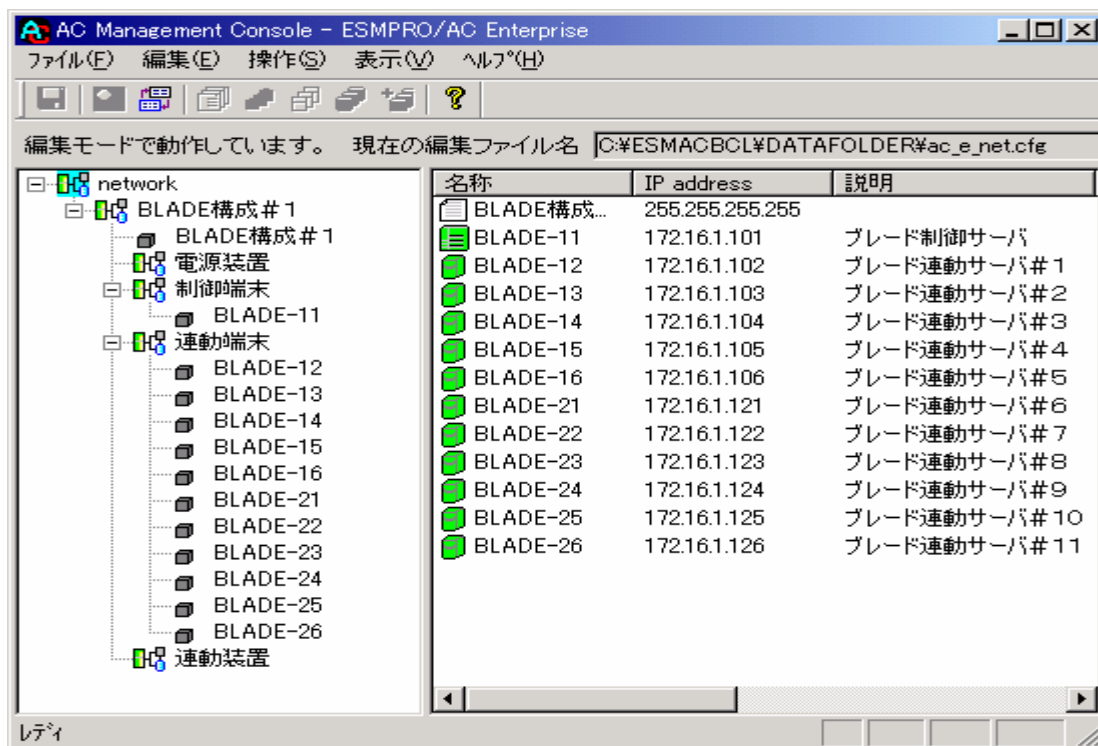 AC Management Console - ESMPRO/AC Enterprise
ファイル(F) 編集(E) 操作(S) 表示(V) ヘルプ(H)
編集モードで動作しています。 現在の編集ファイル名 C:¥ESMACBCL¥DATAFOLDER¥ac_e_net.cfg
network
BLADE構成#1
BLADE構成#1
電源装置
制御端末
BLADE-11
連動端末
BLADE-12
BLADE-13
BLADE-14
BLADE-15
BLADE-16
BLADE-21
BLADE-22
BLADE-23
BLADE-24
BLADE-25
BLADE-26
連動装置
名称 IP address 説明
BLADE構成... 255.255.255.255
BLADE-11 172.16.1.101 ブレード制御サーバ
BLADE-12 172.16.1.102 ブレード連動サーバ#1
BLADE-13 172.16.1.103 ブレード連動サーバ#2
BLADE-14 172.16.1.104 ブレード連動サーバ#3
BLADE-15 172.16.1.105 ブレード連動サーバ#4
BLADE-16 172.16.1.106 ブレード連動サーバ#5
BLADE-21 172.16.1.121 ブレード連動サーバ#6
BLADE-22 172.16.1.122 ブレード連動サーバ#7
BLADE-23 172.16.1.123 ブレード連動サーバ#8
BLADE-24 172.16.1.124 ブレード連動サーバ#9
BLADE-25 172.16.1.125 ブレード連動サーバ#10
BLADE-26 172.16.1.126 ブレード連動サーバ#11
レディ